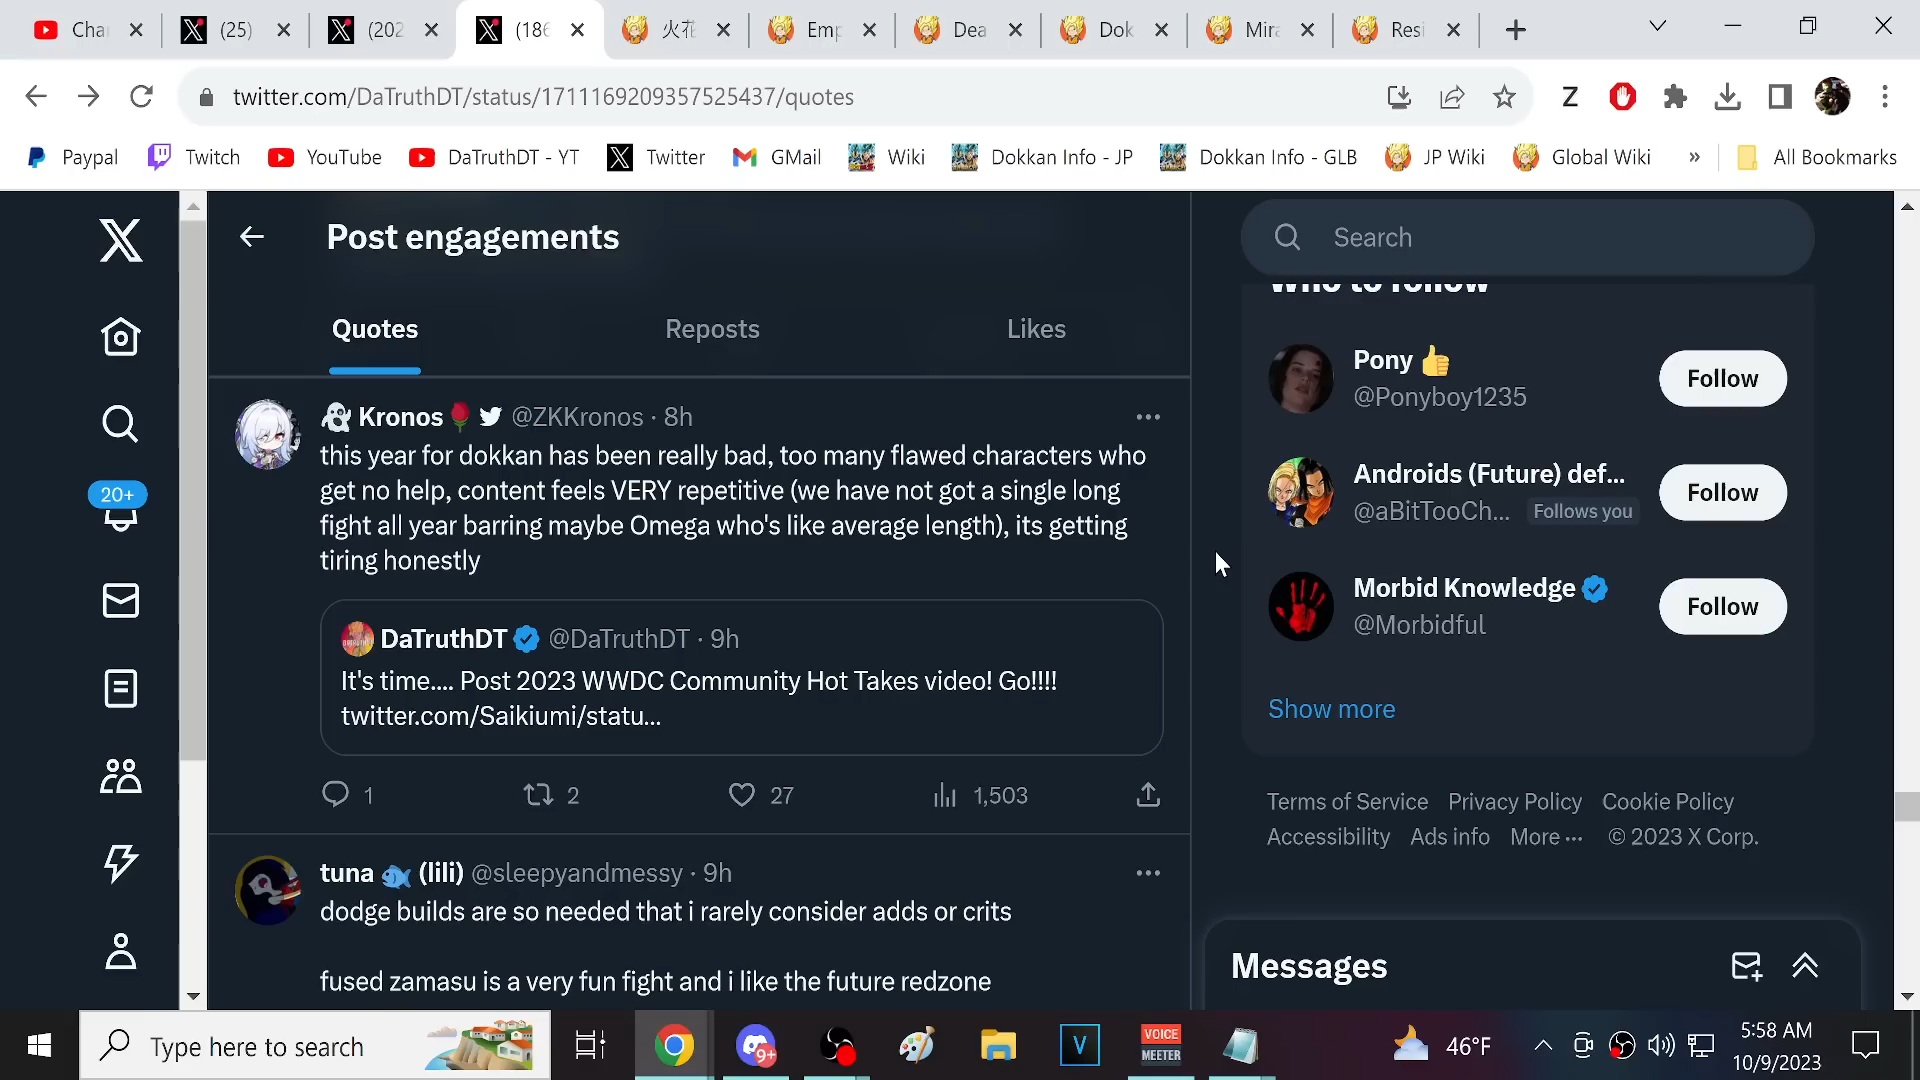 Cha
(25)
(202
(186
火花
Emp
Dea
Dok
Mira
Resi
twitter.com/DaTruthDT/status/1711169209357525437/quotes
Paypal
Twitch
YouTube
DaTruthDT - YT
Twitter
GMail
Wiki
Dokkan Info - JP
Dokkan Info - GLB
JP Wiki
Global Wiki
»
All Bookmarks
Post engagements
Quotes
Reposts
Likes
Kronos @ZKKronos · 8h
this year for dokkan has been really bad, too many flawed characters who
get no help, content feels VERY repetitive (we have not got a single long
fight all year barring maybe Omega who's like average length), its getting
tiring honestly
DaTruthDT @DaTruthDT · 9h
It's time.... Post 2023 WWDC Community Hot Takes video! Go!!!!
twitter.com/Saikiumi/statu...
1
2
27
1,503
tuna (lili) @sleepyandmessy · 9h
dodge builds are so needed that i rarely consider adds or crits
fused zamasu is a very fun fight and i like the future redzone
20+
Search
Who to follow
Pony
@Ponyboy1235
Follow
Androids (Future) def...
@aBitTooCh... Follows you
Follow
Morbid Knowledge
@Morbidful
Follow
Show more
Terms of Service Privacy Policy Cookie Policy
Accessibility Ads info More ··· © 2023 X Corp.
Messages
Type here to search
9+
V
VOICE
MEETER
46°F
5:58 AM
10/9/2023